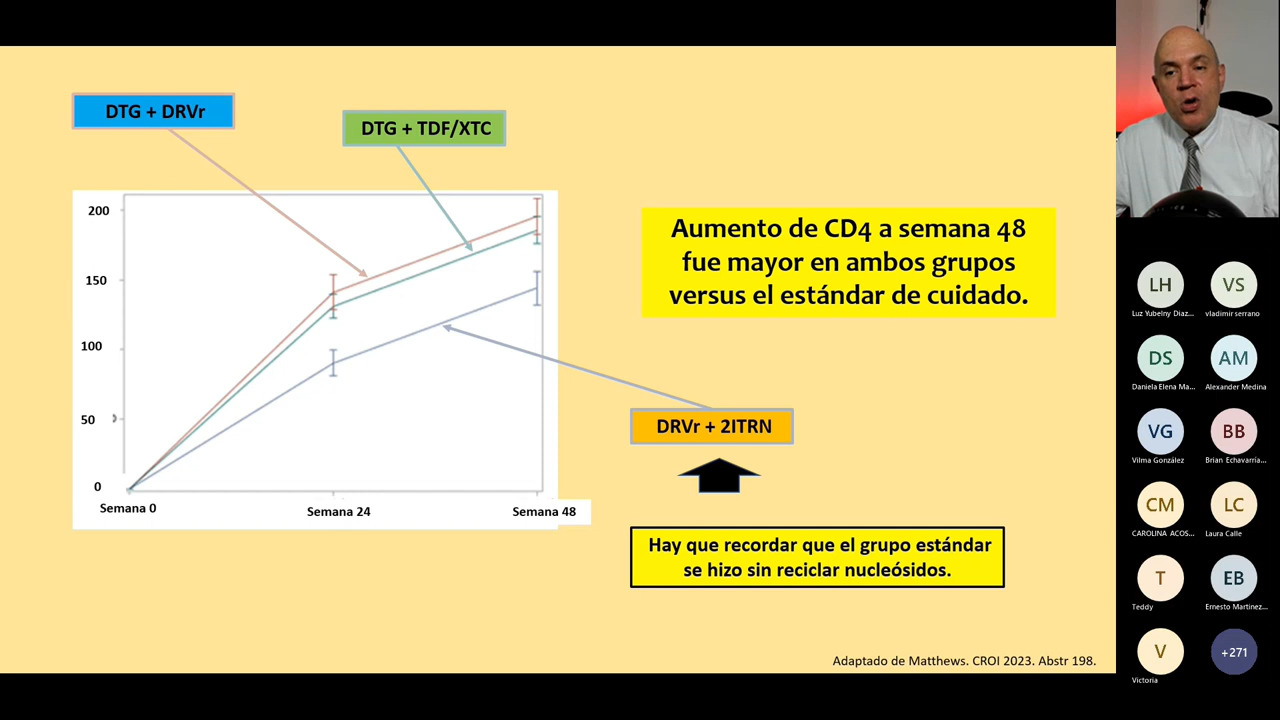 DTG + DRVr
DTG + TDF/XTC
200
150
100
50
0
Semana 0
Semana 24
Semana 48
Aumento de CD4 a semana 48
fue mayor en ambos grupos
versus el estándar de cuidado.
DRVr + 2ITRN
Hay que recordar que el grupo estándar
se hizo sin reciclar nucleósidos.
Adaptado de Matthews. CROI 2023. Abstr 198.
LH
Luz Yubelny Diaz...
VS
vladimir serrano
DS
Daniela Elena Ma...
AM
Alexander Medina
VG
Vilma González
BB
Brian Echavarría...
CM
CAROLINA ACOS...
LC
Laura Calle
T
Teddy
EB
Ernesto Martinez...
V
Victoria
+271